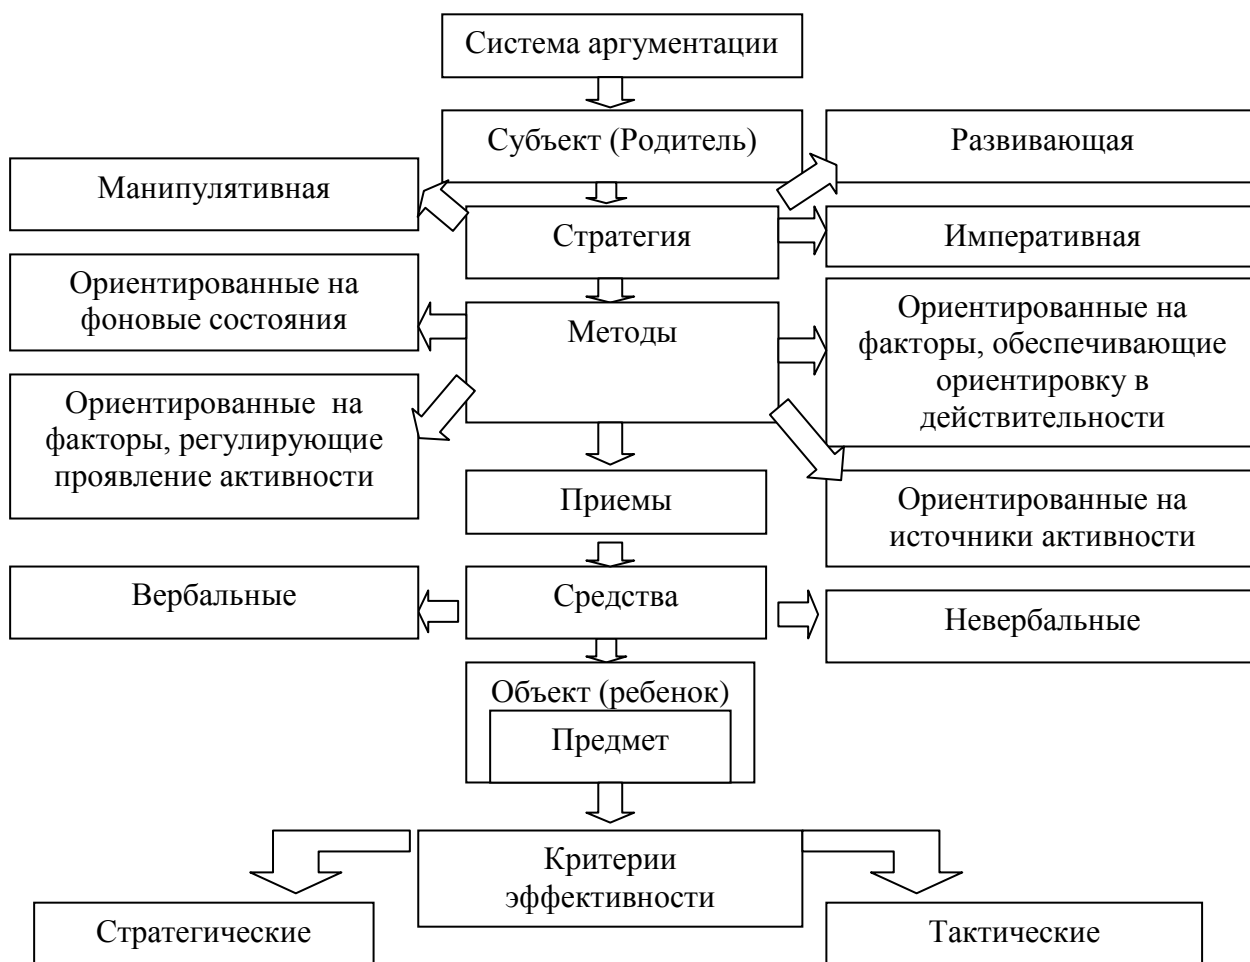 Система аргументации
Субъект (Родитель)
Развивающая
Манипулятивная
Стратегия
Императивная
Ориентированные на
фоновые состояния
Методы
Ориентированные на
факторы, обеспечивающие
ориентировку в
действительности
Ориентированные на
факторы, регулирующие
проявление активности
Приемы
Ориентированные на
источники активности
Вербальные
Средства
Невербальные
Объект (ребенок)
Предмет
Критерии
эффективности
Стратегические
Тактические